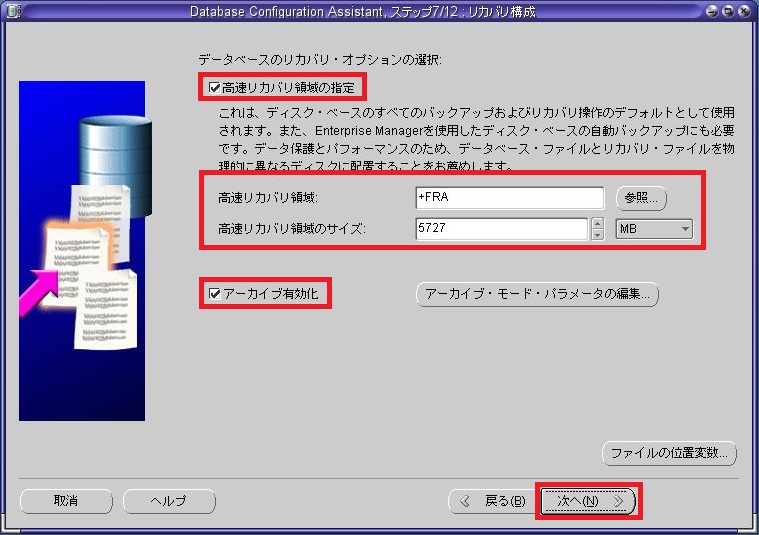 Database Configuration Assistant, ステップ7/12 : リカバリ構成
データベースのリカバリ・オプションの選択:
高速リカバリ領域の指定
これは、ディスク・ベースのすべてのバックアップおよびリカバリ操作のデフォルトとして使用
されます。また、Enterprise Managerを使用したディスク・ベースの自動バックアップにも必要
です。データ保護とパフォーマンスのため、データベース・ファイルとリカバリ・ファイルを物
理的に異なるディスクに配置することをお薦めします。
高速リカバリ領域: +FRA 参照...
高速リカバリ領域のサイズ: 5727 MB
アーカイブ有効化 アーカイブ・モード・パラメータの編集...
ファイルの位置変数...
取消 ヘルプ 戻る(B) 次へ(N)